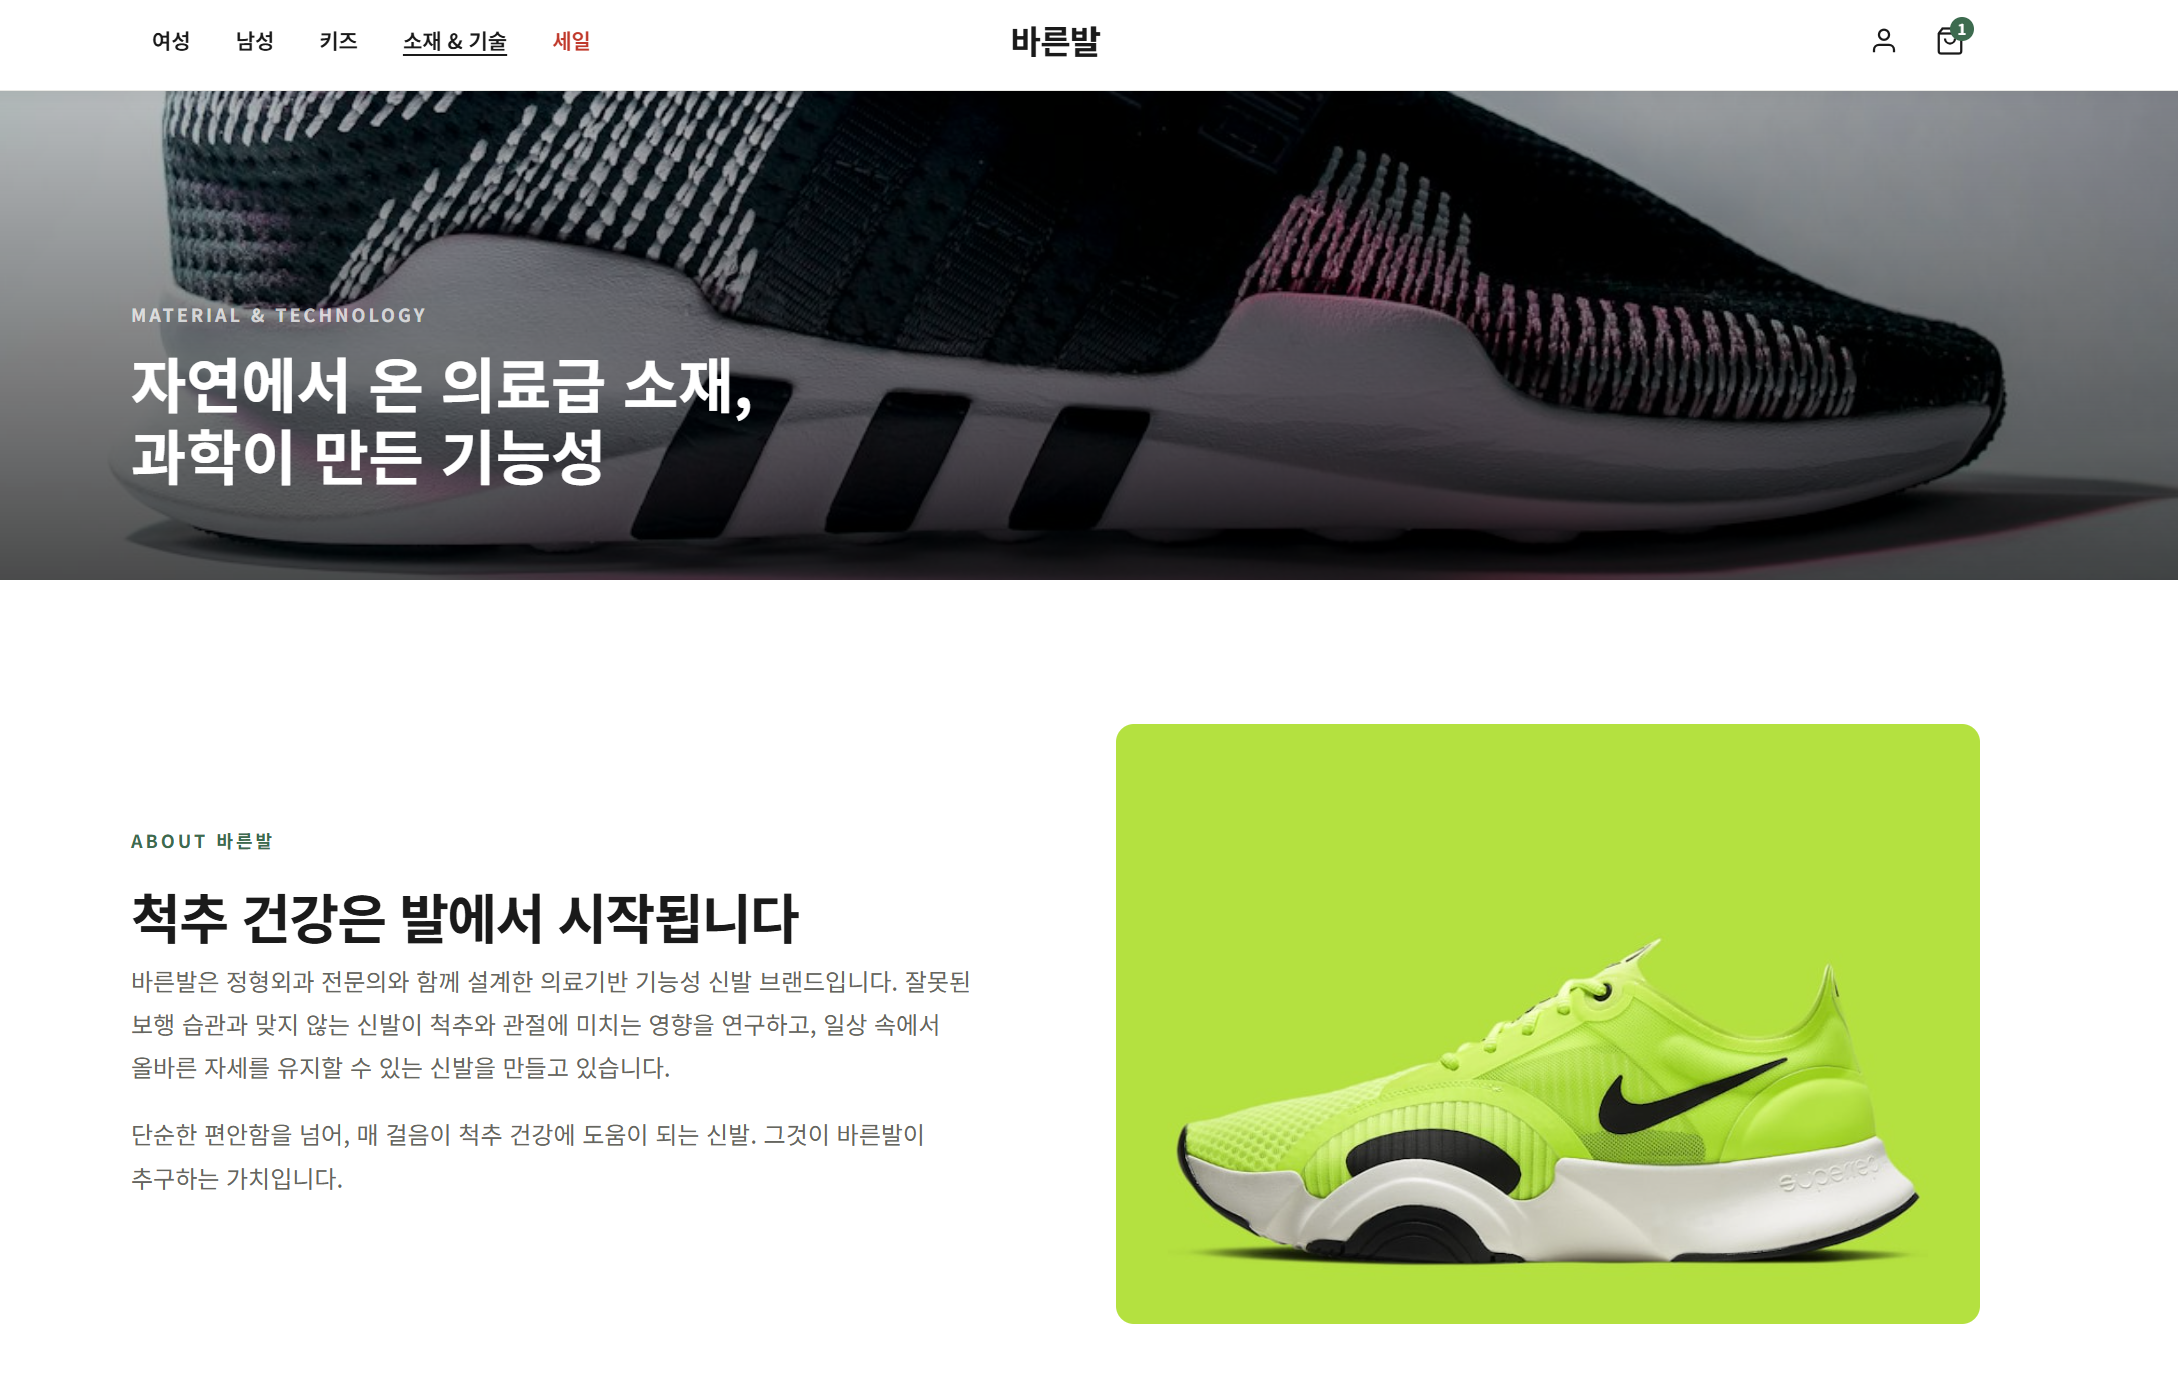 여성 남성 키즈 소재 & 기술 세일 바른발 1
MATERIAL & TECHNOLOGY
자연에서 온 의료급 소재,
과학이 만든 기능성
ABOUT 바른발
척추 건강은 발에서 시작됩니다
바른발은 정형외과 전문의와 함께 설계한 의료기반 기능성 신발 브랜드입니다. 잘못된
보행 습관과 맞지 않는 신발이 척추와 관절에 미치는 영향을 연구하고, 일상 속에서
올바른 자세를 유지할 수 있는 신발을 만들고 있습니다.
단순한 편안함을 넘어, 매 걸음이 척추 건강에 도움이 되는 신발. 그것이 바른발이
추구하는 가치입니다.
superrep